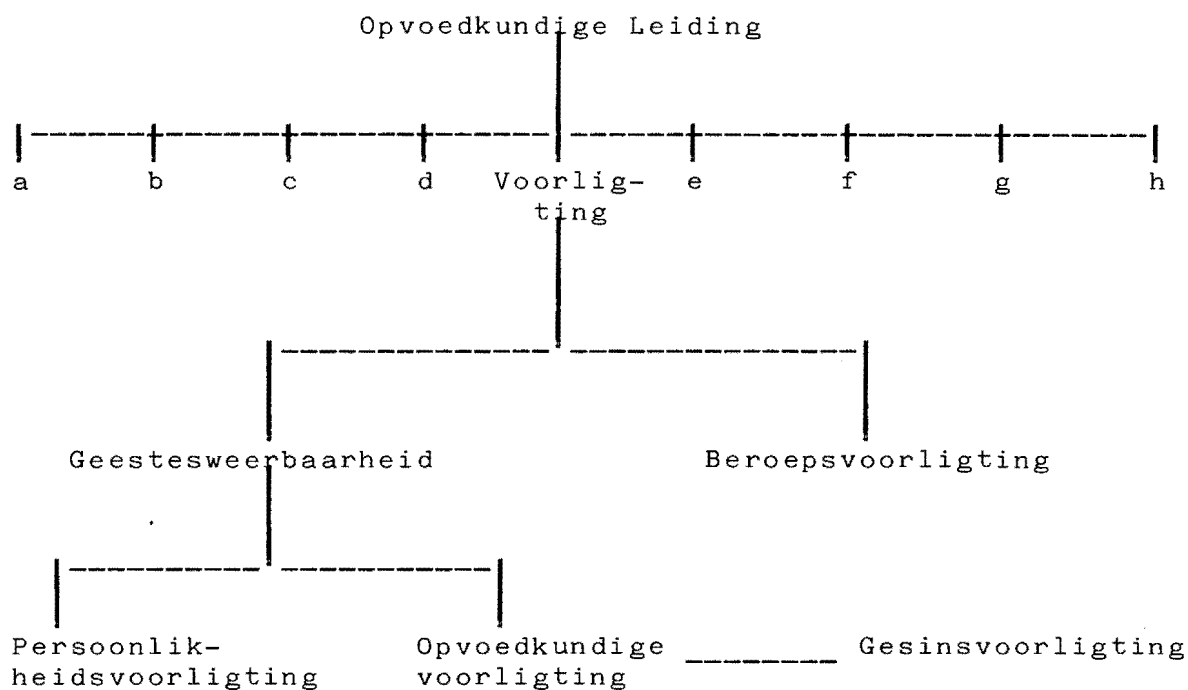 Opvoedkundige Leiding
a b c d Voorlig- e f g h
ting
Geestesweerbaarheid Beroepsvoorligting
Persoonlik- Opvoedkundige Gesinsvoorligting
heidsvoorligting voorligting